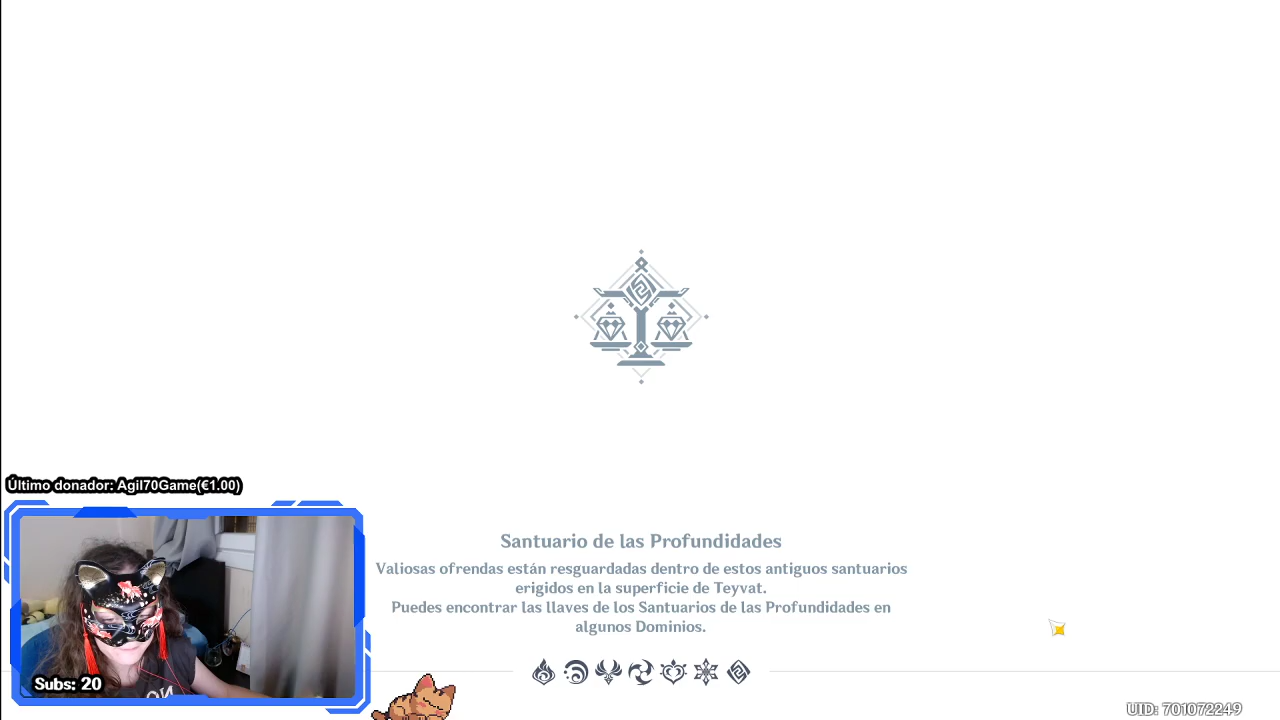 Último donador: Agil70Game(€1.00)
Santuario de las Profundidades
Valiosas ofrendas están resguardadas dentro de estos antiguos santuarios
erigidos en la superficie de Teyvat.
Puedes encontrar las llaves de los Santuarios de las Profundidades en
algunos Dominios.
Subs: 20
UID: 701072249